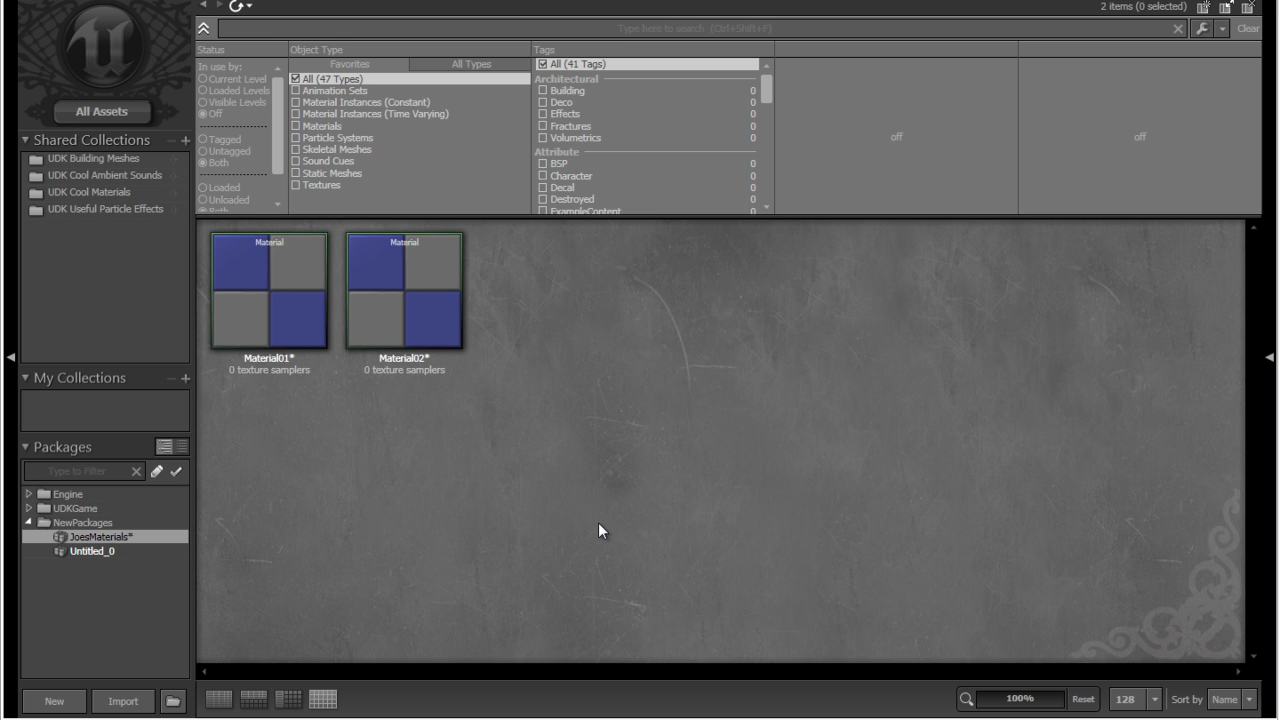 2 items (0 selected)
Type here to search (Ctrl+Shift+F)
Clear
Status
In use by:
Current Level
Loaded Levels
Visible Levels
Off
Tagged
Untagged
Both
Loaded
Unloaded
Both
Object Type
Favorites
All Types
All (47 Types)
Animation Sets
Material Instances (Constant)
Material Instances (Time Varying)
Materials
Particle Systems
Skeletal Meshes
Sound Cues
Static Meshes
Textures
Tags
All (41 Tags)
Architectural
Building 0
Deco 0
Effects 0
Fractures 0
Volumetrics 0
Attribute
BSP 0
Character 0
Decal 0
Destroyed 0
ExampleContent 0
off
off
All Assets
Shared Collections
UDK Building Meshes
UDK Cool Ambient Sounds
UDK Cool Materials
UDK Useful Particle Effects
My Collections
Packages
Type to Filter
Engine
UDKGame
NewPackages
JoesMaterials*
Untitled_0
New
Import
Material
Material01*
0 texture samplers
Material
Material02*
0 texture samplers
100%
Reset
128
Sort by
Name